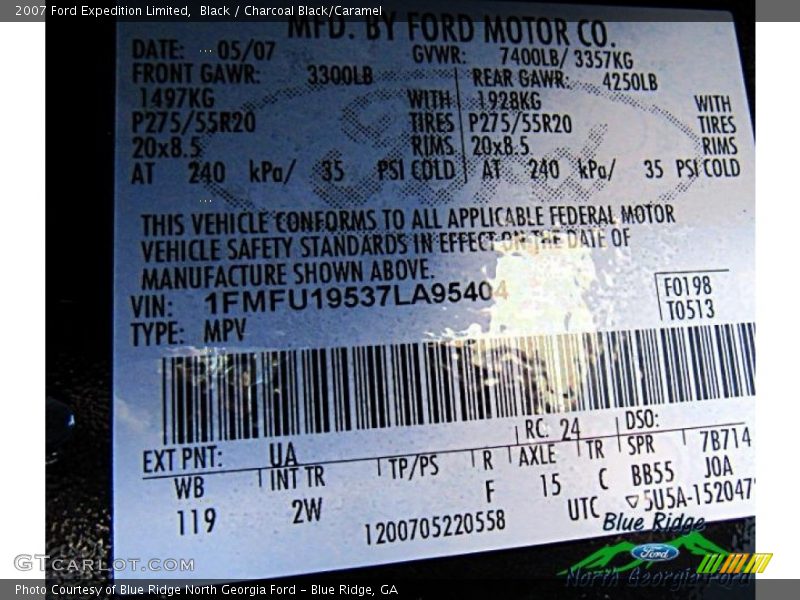 2007 Ford Expedition Limited,  Black / Charcoal Black/Caramel
MFD. BY FORD MOTOR CO.
DATE: 05/07 GVWR: 7400LB/ 3357KG
FRONT GAWR: 3300LB REAR GAWR: 4250LB
1497KG WITH 1928KG WITH
P275/55R20 TIRES P275/55R20 TIRES
20x8.5 RIMS 20x8.5 RIMS
AT 240 kPa/ 35 PSI COLD AT 240 kPa/ 35 PSI COLD
THIS VEHICLE CONFORMS TO ALL APPLICABLE FEDERAL MOTOR
VEHICLE SAFETY STANDARDS IN EFFECT ON THE DATE OF
MANUFACTURE SHOWN ABOVE.
VIN: 1FMFU19537LA95404
F0198
TYPE: MPV
T0513
EXT PNT: UA RC: 24 DSO:
WB INT TR TP/PS R AXLE TR SPR 7B714
119 2W F 15 C BB55 JOA
1200705220558 UTC ▽5U5A-152047
Ford
Blue Ridge
Ford
North Georgia Ford
GTCARLOT.COM
Photo Courtesy of Blue Ridge North Georgia Ford – Blue Ridge, GA